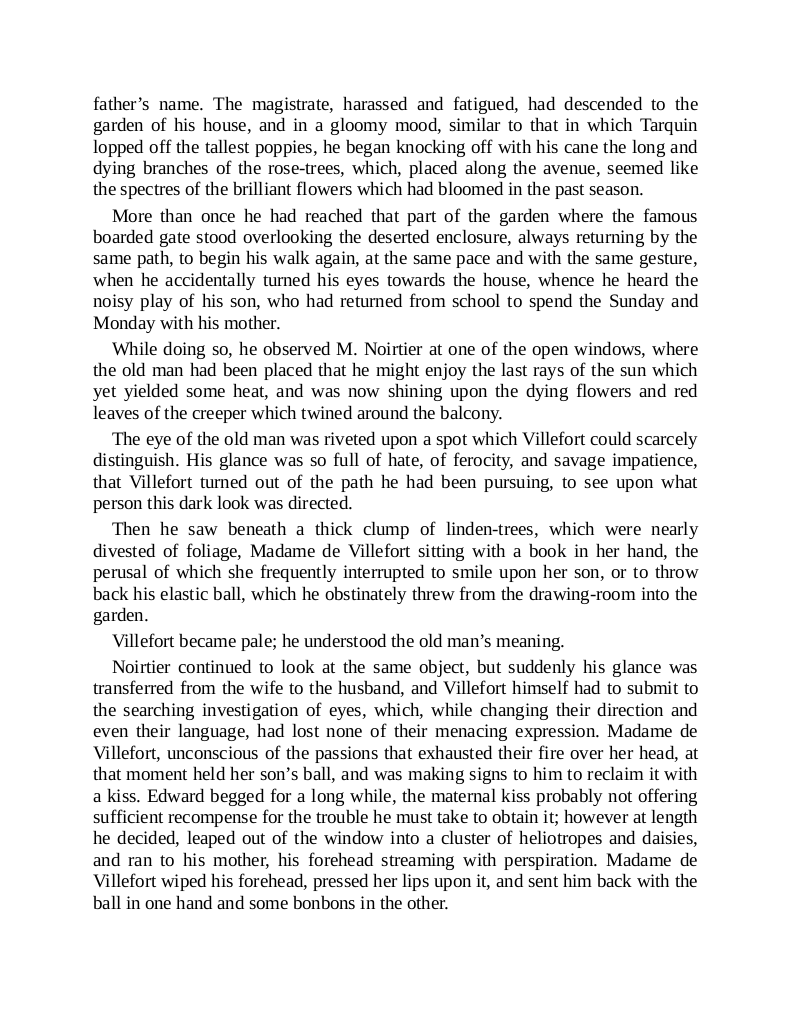 father’s name. The magistrate, harassed and fatigued, had descended to the
garden of his house, and in a gloomy mood, similar to that in which Tarquin
lopped off the tallest poppies, he began knocking off with his cane the long and
dying branches of the rose-trees, which, placed along the avenue, seemed like
the spectres of the brilliant flowers which had bloomed in the past season.
More than once he had reached that part of the garden where the famous
boarded gate stood overlooking the deserted enclosure, always returning by the
same path, to begin his walk again, at the same pace and with the same gesture,
when he accidentally turned his eyes towards the house, whence he heard the
noisy play of his son, who had returned from school to spend the Sunday and
Monday with his mother.
While doing so, he observed M. Noirtier at one of the open windows, where
the old man had been placed that he might enjoy the last rays of the sun which
yet yielded some heat, and was now shining upon the dying flowers and red
leaves of the creeper which twined around the balcony.
The eye of the old man was riveted upon a spot which Villefort could scarcely
distinguish. His glance was so full of hate, of ferocity, and savage impatience,
that Villefort turned out of the path he had been pursuing, to see upon what
person this dark look was directed.
Then he saw beneath a thick clump of linden-trees, which were nearly
divested of foliage, Madame de Villefort sitting with a book in her hand, the
perusal of which she frequently interrupted to smile upon her son, or to throw
back his elastic ball, which he obstinately threw from the drawing-room into the
garden.
Villefort became pale; he understood the old man’s meaning.
Noirtier continued to look at the same object, but suddenly his glance was
transferred from the wife to the husband, and Villefort himself had to submit to
the searching investigation of eyes, which, while changing their direction and
even their language, had lost none of their menacing expression. Madame de
Villefort, unconscious of the passions that exhausted their fire over her head, at
that moment held her son’s ball, and was making signs to him to reclaim it with
a kiss. Edward begged for a long while, the maternal kiss probably not offering
sufficient recompense for the trouble he must take to obtain it; however at length
he decided, leaped out of the window into a cluster of heliotropes and daisies,
and ran to his mother, his forehead streaming with perspiration. Madame de
Villefort wiped his forehead, pressed her lips upon it, and sent him back with the
ball in one hand and some bonbons in the other.